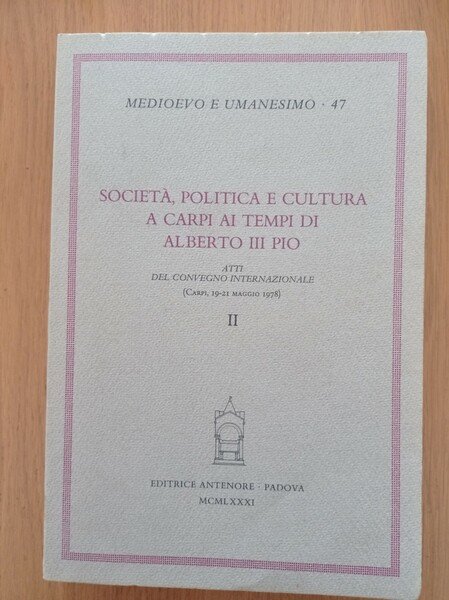 MEDIOEVO E UMANESIMO · 47
SOCIETÀ, POLITICA E CULTURA
A CARPI AI TEMPI DI
ALBERTO III PIO
ATTI
DEL CONVEGNO INTERNAZIONALE
(CARPI, 19-21 MAGGIO 1978)
II
EDITRICE ANTENORE · PADOVA
MCMLXXXI